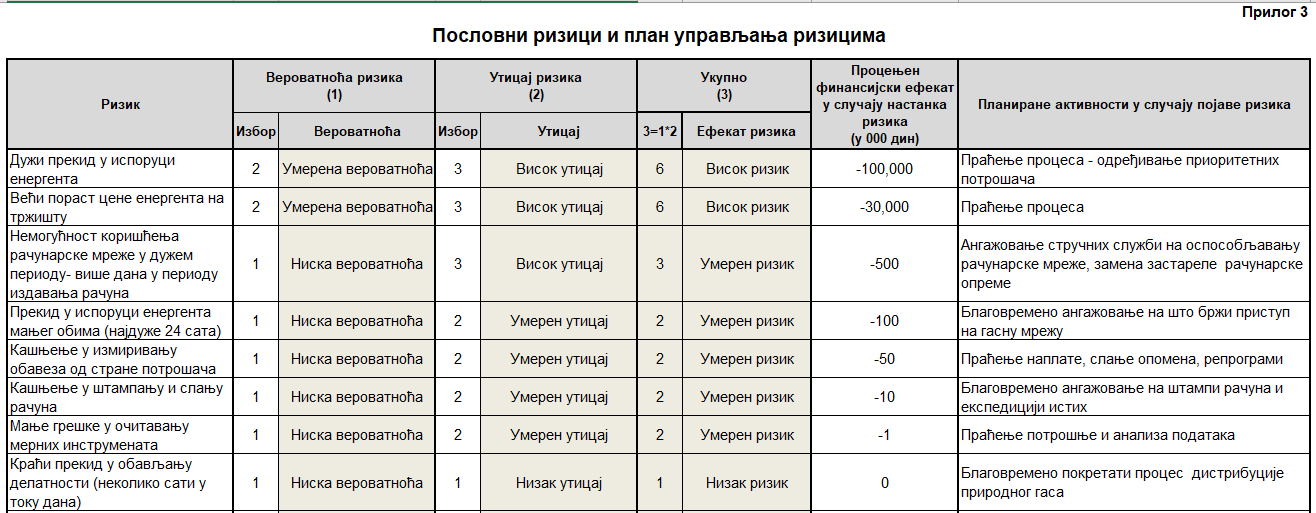 Прилог 3
Пословни ризици и план управљања ризицима
Ризик
Вероватноћа ризика
(1)
Утицај ризика
(2)
Укупно
(3)
Процењен
финансијски ефекат
у случају настанка
ризика
(у 000 дин)
Планиране активности у случају појаве ризика
Избор
Вероватноћа
Избор
Утицај
3=1*2
Ефекат ризика
Дужи прекид у испоруци
енергента
2
Умерена вероватноћа
3
Висок утицај
6
Висок ризик
-100,000
Праћење процеса - одређивање приоритетних
потрошача
Већи пораст цене енергента на
тржишту
2
Умерена вероватноћа
3
Висок утицај
6
Висок ризик
-30,000
Праћење процеса
Немогућност коришћења
рачунарске мреже у дужем
периоду- више дана у периоду
издавања рачуна
1
Ниска вероватноћа
3
Висок утицај
3
Умерен ризик
-500
Ангажовање стручних служби на оспособљавању
рачунарске мреже, замена застареле  рачунарске
опреме
Прекид у испоруци енергента
мањег обима (најдуже 24 сата)
1
Ниска вероватноћа
2
Умерен утицај
2
Умерен ризик
-100
Благовремено ангажовање на што бржи приступ
на гасну мрежу
Кашњење у измиривању
обавеза од стране потрошача
1
Ниска вероватноћа
2
Умерен утицај
2
Умерен ризик
-50
Праћење наплате, слање опомена, репрограми
Кашњење у штампању и слању
рачуна
1
Ниска вероватноћа
2
Умерен утицај
2
Умерен ризик
-10
Благовремено ангажовање на штампи рачуна и
експедицији истих
Мање грешке у очитавању
мерних инструмената
1
Ниска вероватноћа
2
Умерен утицај
2
Умерен ризик
-1
Праћење потрошње и анализа података
Краћи прекид у обављању
делатности (неколико сати у
току дана)
1
Ниска вероватноћа
1
Низак утицај
1
Низак ризик
0
Благовремено покретати процес  дистрибуције
природног гаса